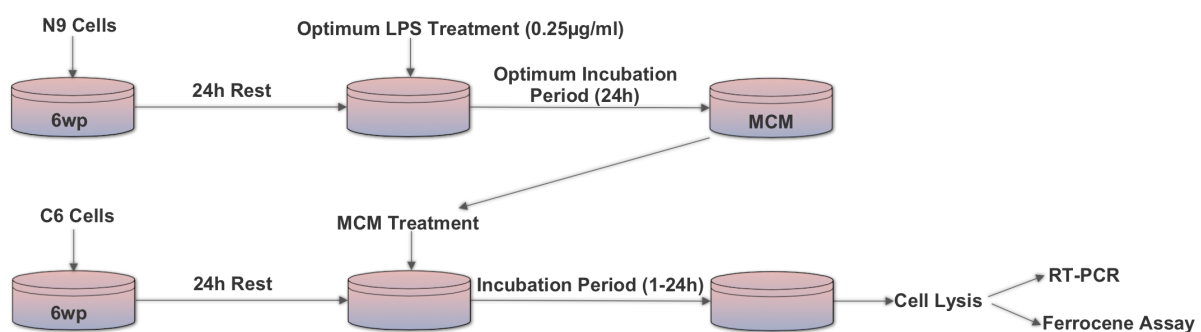 N9 Cells
Optimum LPS Treatment (0.25µg/ml)
24h Rest
Optimum Incubation
Period (24h)
6wp
MCM
C6 Cells
MCM Treatment
24h Rest
Incubation Period (1-24h)
6wp
Cell Lysis
RT-PCR
Ferrocene Assay